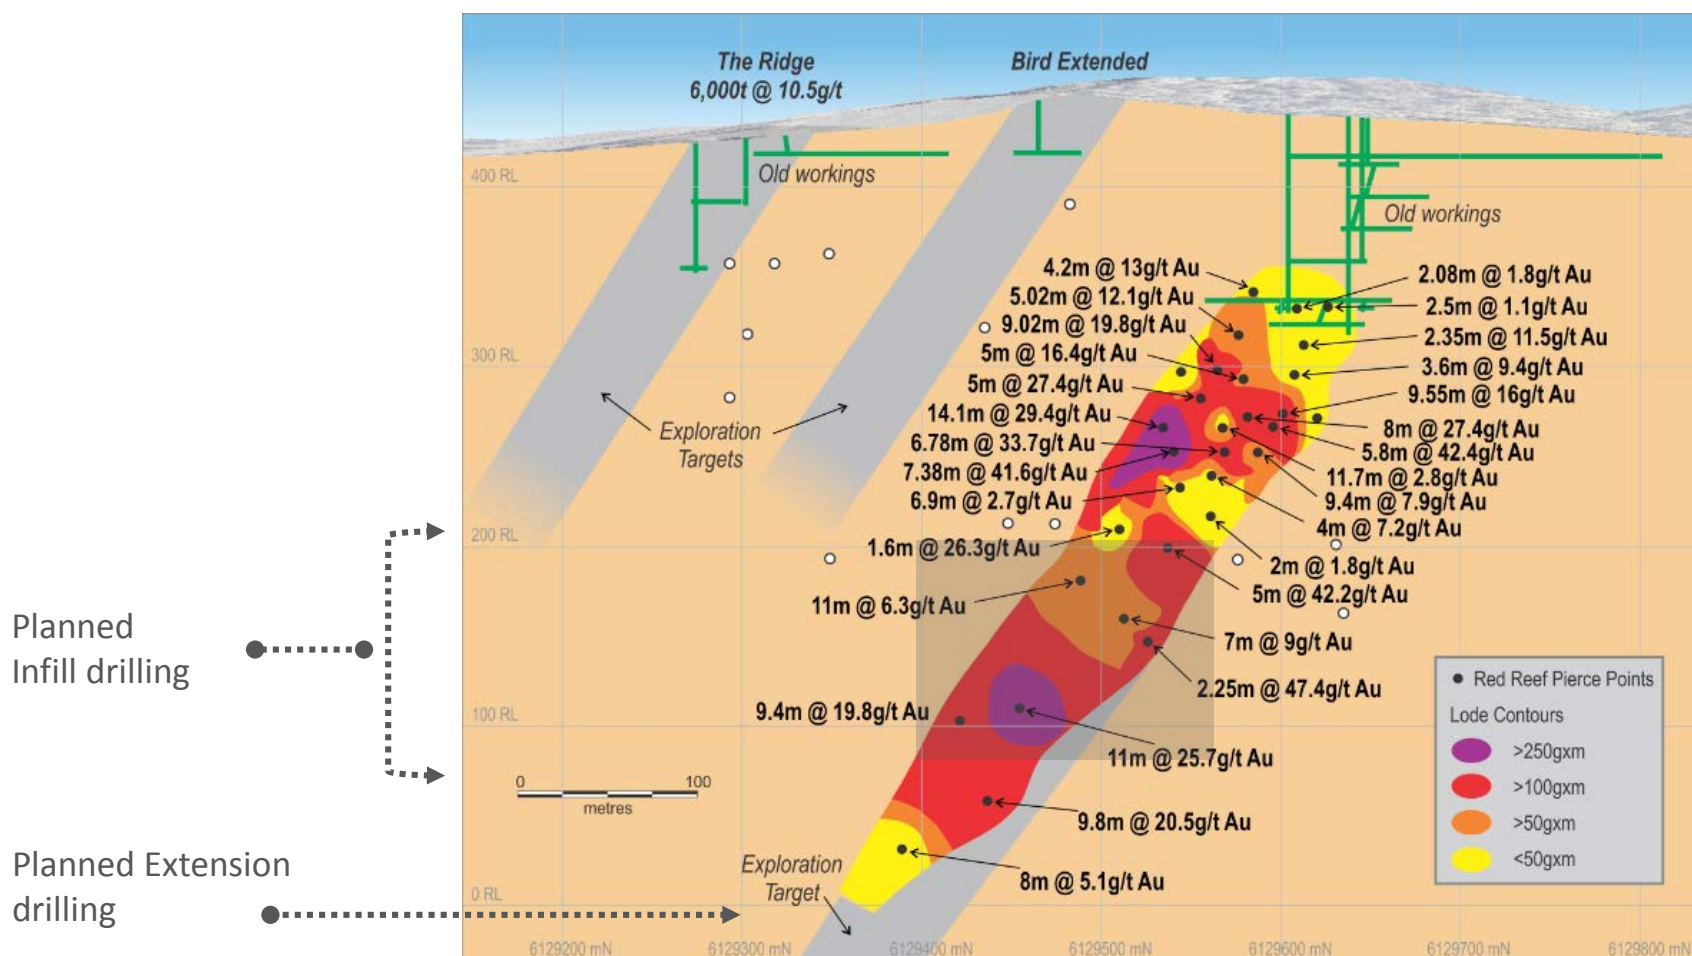 The Ridge
6,000t @ 10.5g/t
Bird Extended
Old workings
400 RL
Old workings
4.2m @ 13g/t Au
2.08m @ 1.8g/t Au
5.02m @ 12.1g/t Au
2.5m @ 1.1g/t Au
9.02m @ 19.8g/t Au
2.35m @ 11.5g/t Au
300 RL
5m @ 16.4g/t Au
3.6m @ 9.4g/t Au
5m @ 27.4g/t Au
9.55m @ 16g/t Au
14.1m @ 29.4g/t Au
8m @ 27.4g/t Au
Exploration
Targets
6.78m @ 33.7g/t Au
5.8m @ 42.4g/t Au
7.38m @ 41.6g/t Au
11.7m @ 2.8g/t Au
6.9m @ 2.7g/t Au
9.4m @ 7.9g/t Au
4m @ 7.2g/t Au
200 RL
1.6m @ 26.3g/t Au
2m @ 1.8g/t Au
5m @ 42.2g/t Au
11m @ 6.3g/t Au
Planned
Infill drilling
7m @ 9g/t Au
2.25m @ 47.4g/t Au
Red Reef Pierce Points
Lode Contours
>250gxm
>100gxm
>50gxm
<50gxm
9.4m @ 19.8g/t Au
100 RL
11m @ 25.7g/t Au
0
100
metres
9.8m @ 20.5g/t Au
Planned Extension
drilling
Exploration
Target
8m @ 5.1g/t Au
0 RL
6129200 mN
6129300 mN
6129400 mN
6129500 mN
6129600 mN
6129700 mN
6129800 mN